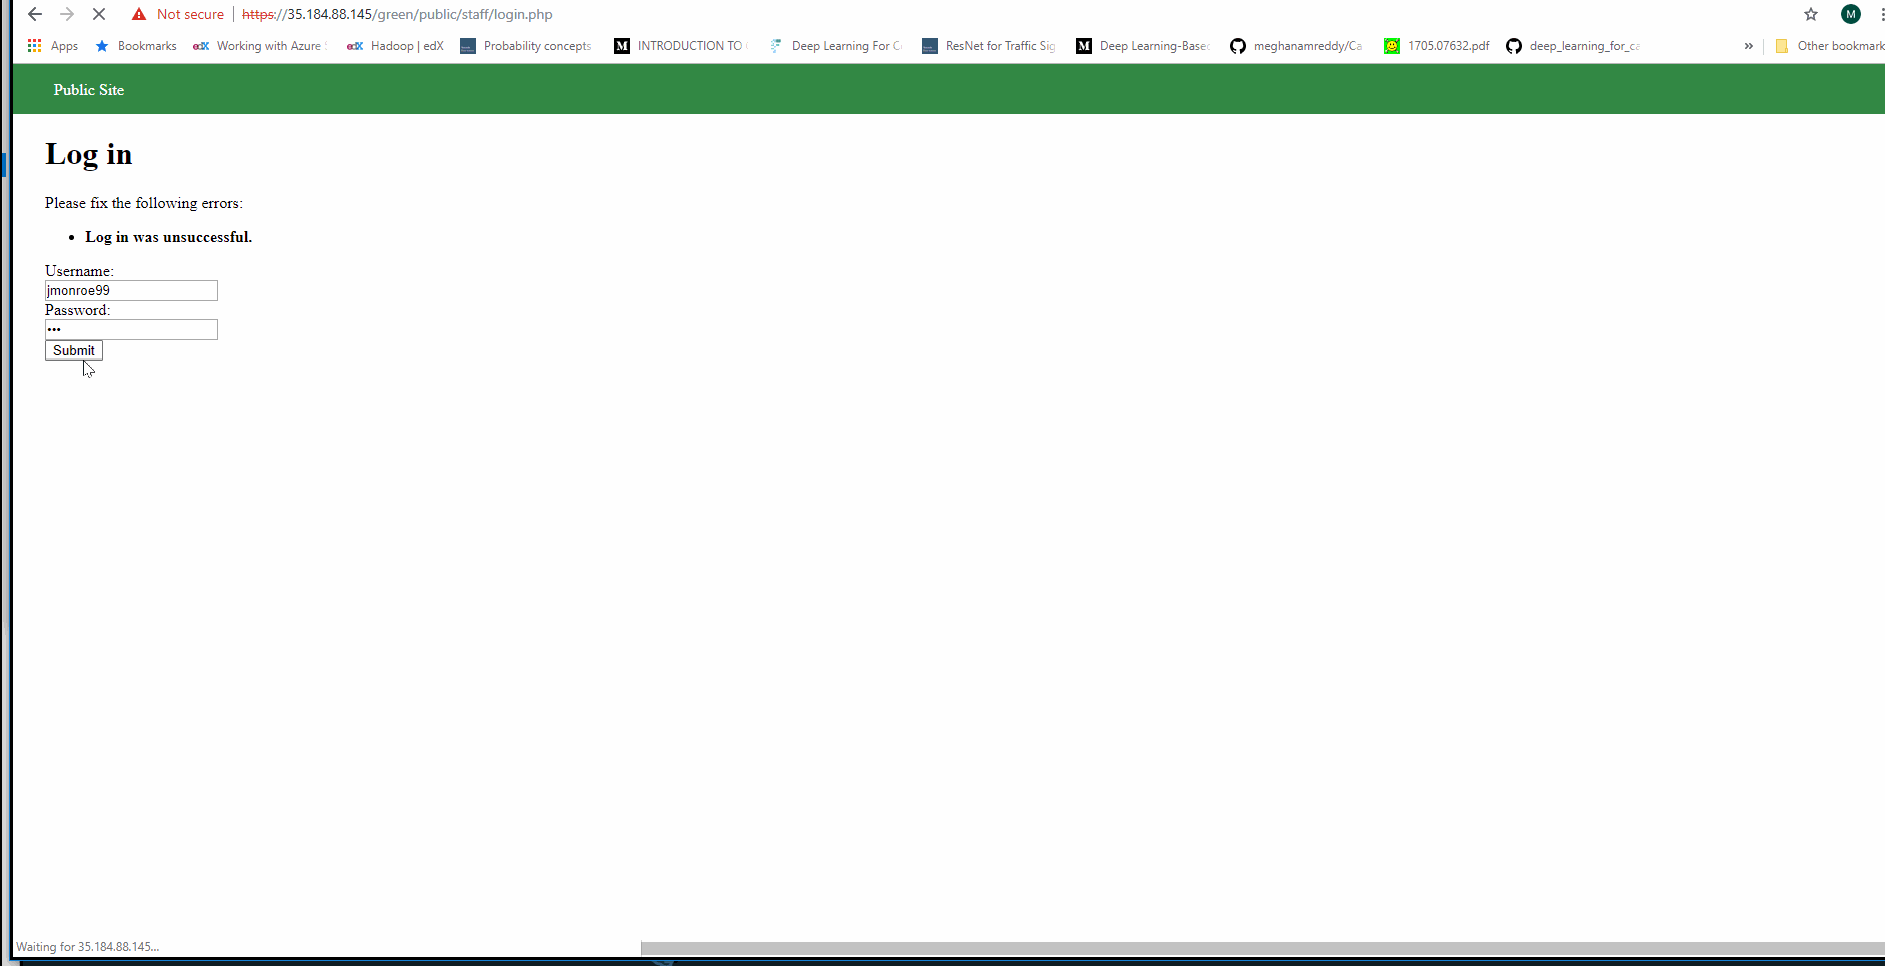 Not secure | https://35.184.88.145/green/public/staff/login.php M
Apps Bookmarks edX Working with Azure edX Hadoop | edX Probability concepts M INTRODUCTION TO Deep Learning For ResNet for Traffic Sig M Deep Learning-Based meghanamreddy/Ca 1705.07632.pdf deep_learning_for_ca » Other bookmark
Public Site
Log in
Please fix the following errors:
• Log in was unsuccessful.
Username:
jmonroe99
Password:
•••
Submit
Waiting for 35.184.88.145...